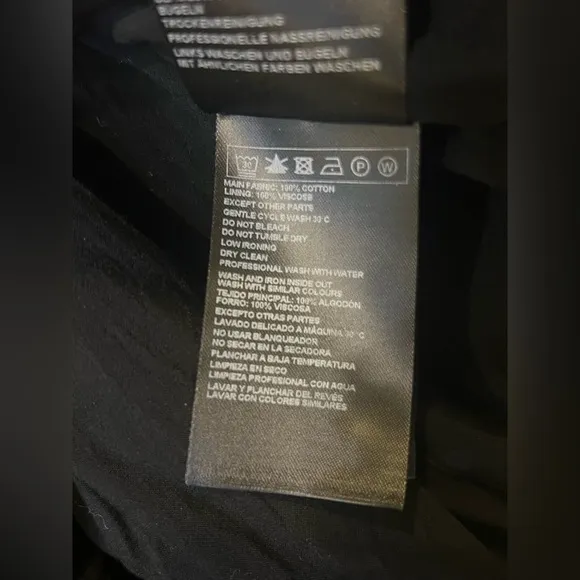 BÜGELN
TROCKENREINIGUNG
PROFESSIONELLE NASSREINIGUNG
LINKS WASCHEN UND BÜGELN
MIT ÄHNLICHEN FARBEN WASCHEN
30 P W
MAIN FABRIC: 100% COTTON
LINING: 100% VISCOSE
EXCEPT OTHER PARTS
GENTLE CYCLE WASH 30°C
DO NOT BLEACH
DO NOT TUMBLE DRY
LOW IRONING
DRY CLEAN
PROFESSIONAL WASH WITH WATER
WASH AND IRON INSIDE OUT
WASH WITH SIMILAR COLOURS
TEJIDO PRINCIPAL: 100% ALGODÓN
FORRO: 100% VISCOSA
EXCEPTO OTRAS PARTES
LAVADO DELICADO A MÁQUINA 30°C
NO USAR BLANQUEADOR
NO SECAR EN LA SECADORA
PLANCHAR A BAJA TEMPERATURA
LIMPIEZA EN SECO
LIMPIEZA PROFESIONAL CON AGUA
LAVAR Y PLANCHAR DEL REVÉS
LAVAR CON COLORES SIMILARES